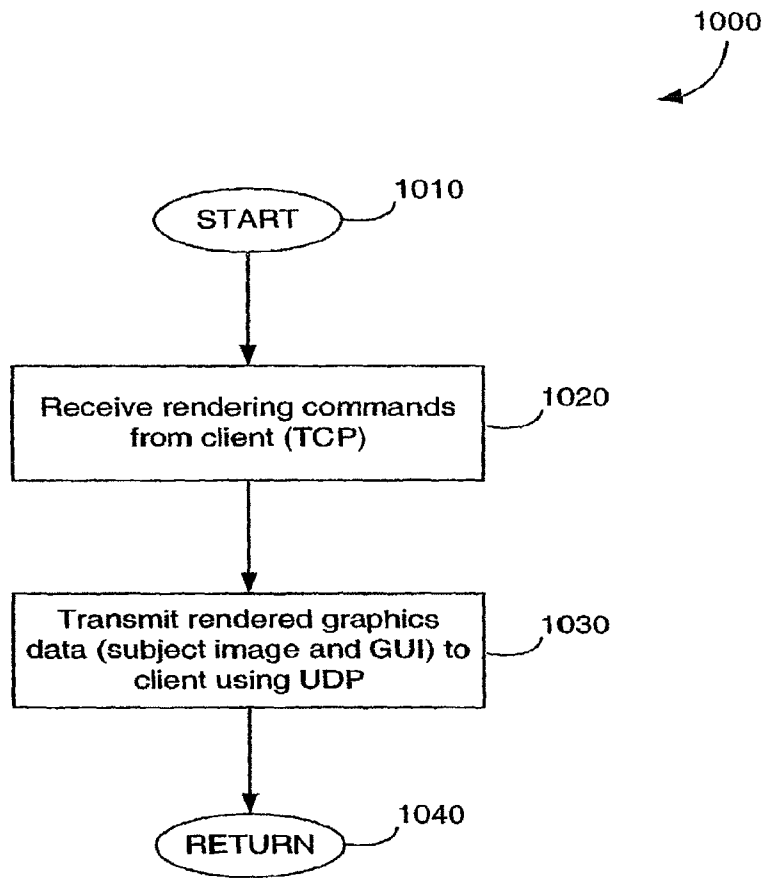 1000
START
1010
Receive rendering commands
from client (TCP)
1020
Transmit rendered graphics
data (subject image and GUI) to
client using UDP
1030
RETURN
1040